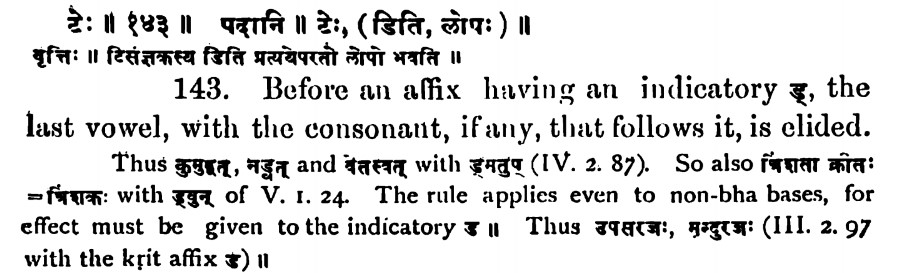 टेः ॥ १४३ ॥ पदानि ॥ टेः, ( डिति, लोपः ) ॥
वृत्तिः ॥ टिसंज्ञकस्य डिति प्रत्ययेपरतो लोपो भवति ॥
143. Before an affix having an indicatory ड्, the
last vowel, with the consonant, if any, that follows it, is elided.
Thus कुमुद्वत्, नड्वत् and वेतस्वत् with ड्मतुप् (IV. 2. 87). So also त्रिंशता क्रीतः
=त्रिंशकः with ड्वुन् of V. 1. 24. The rule applies even to non-bha bases, for
effect must be given to the indicatory ड ॥ Thus उपसरजः, मन्दुरजः (III. 2. 97
with the kṛit affix ड) ॥